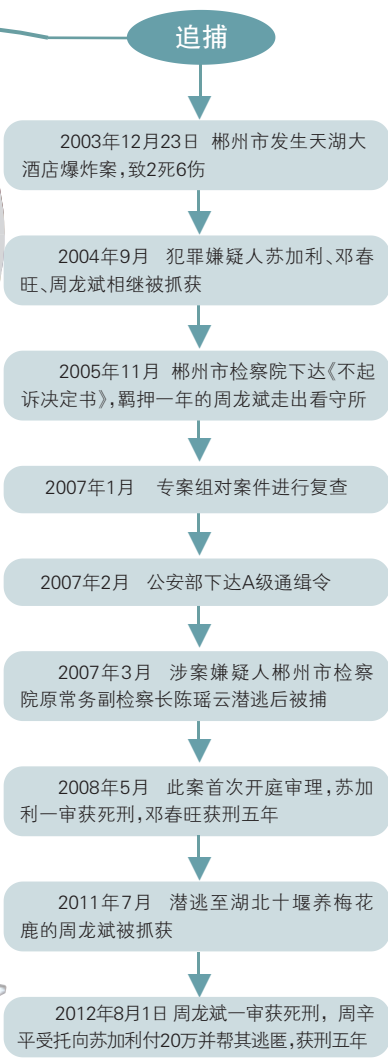 追捕
2003年12月23日 郴州市发生天湖大
酒店爆炸案,致2死6伤
2004年9月 犯罪嫌疑人苏加利、邓春
旺、周龙斌相继被抓获
2005年11月 郴州市检察院下达《不起
诉决定书》,羁押一年的周龙斌走出看守所
2007年1月 专案组对案件进行复查
2007年2月 公安部下达A级通缉令
2007年3月 涉案嫌疑人郴州市检察
院原常务副检察长陈瑶云潜逃后被捕
2008年5月 此案首次开庭审理,苏加
利一审获死刑,邓春旺获刑五年
2011年7月 潜逃至湖北十堰养梅花
鹿的周龙斌被抓获
2012年8月1日 周龙斌一审获死刑, 周辛
平受托向苏加利付20万并帮其逃匿,获刑五年